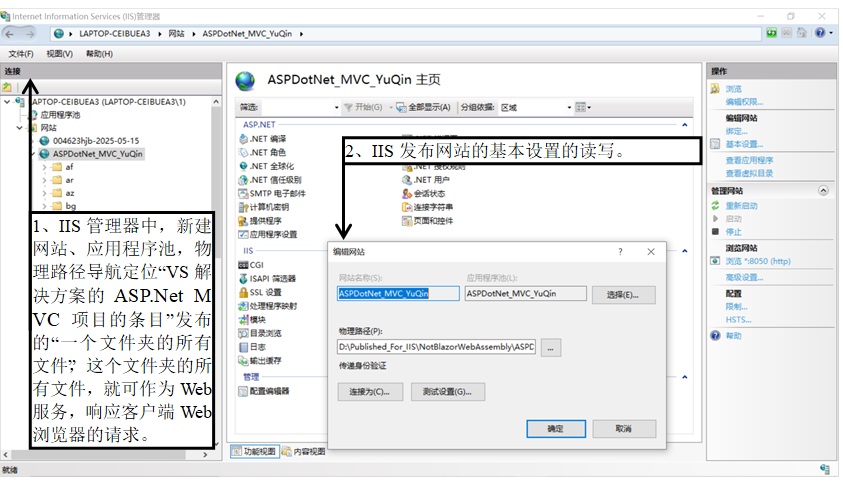 Internet Information Services (IIS)管理器
LAPTOP-CEIBUEA3 网站 ASPDotNet_MVC_YuQin
文件(F) 视图(V) 帮助(H)
连接
LAPTOP-CEIBUEA3 (LAPTOP-CEIBUEA3\1)
应用程序池
网站
004623hjb-2025-05-15
ASPDotNet_MVC_YuQin
af
ar
az
bg
1、IIS 管理器中，新建
网站、应用程序池，物
理路径导航定位“VS 解
决方案的 ASP.Net M
VC 项目的条目”发布
的“一个文件夹的所有
文件”，这个文件夹的所
有文件，就可作为 Web
服务，响应客户端 Web
浏览器的请求。
ASPDotNet_MVC_YuQin 主页
筛选: 开始(G) 全部显示(A) 分组依据: 区域
ASP.NET
2、IIS 发布网站的基本设置的读写。
.NET 编译
.NET 角色
.NET 全球化
.NET 用户
.NET 信任级别
会话状态
SMTP 电子邮件
连接字符串
计算机密钥
页面和控件
提供程序
应用程序设置
IIS
CGI
ISAPI 筛选器
SSL 设置
处理程序映射
模块
目录浏览
日志
输出缓存
管理
配置编辑器
编辑网站 ?
网站名称(S): 应用程序池(L):
ASPDotNet_MVC_YuQin ASPDotNet_MVC_YuQin 选择(E)...
物理路径(P):
D:\Published_For_IIS\NotBlazorWebAssembly\ASPD ...
传递身份验证
连接为(C)... 测试设置(G)...
确定 取消
功能视图 内容视图
操作
浏览
编辑权限...
编辑网站
绑定...
基本设置...
查看应用程序
查看虚拟目录
管理网站
重新启动
启动
停止
浏览网站
浏览 *:8050 (http)
高级设置...
配置
限制...
HSTS...
帮助
就绪